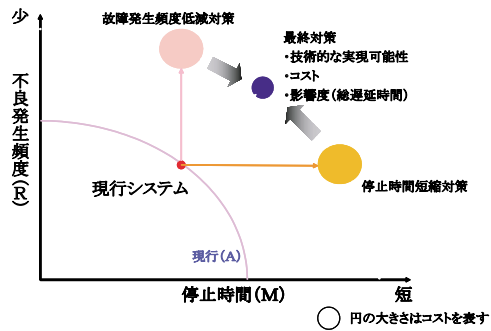 少
故障発生頻度低減対策
最終対策
・技術的な実現可能性
・コスト
・影響度（総遅延時間）
不良発生頻度（R）
現行システム
停止時間短縮対策
現行（A）
停止時間（M）
短
円の大きさはコストを表す